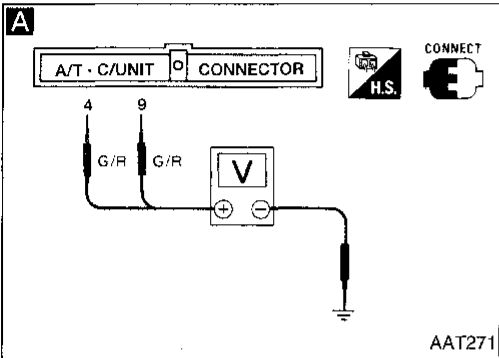 A
A/T・C/UNIT CONNECTOR
H.S.
CONNECT
4 9
G/R G/R
V
+ −
AAT271